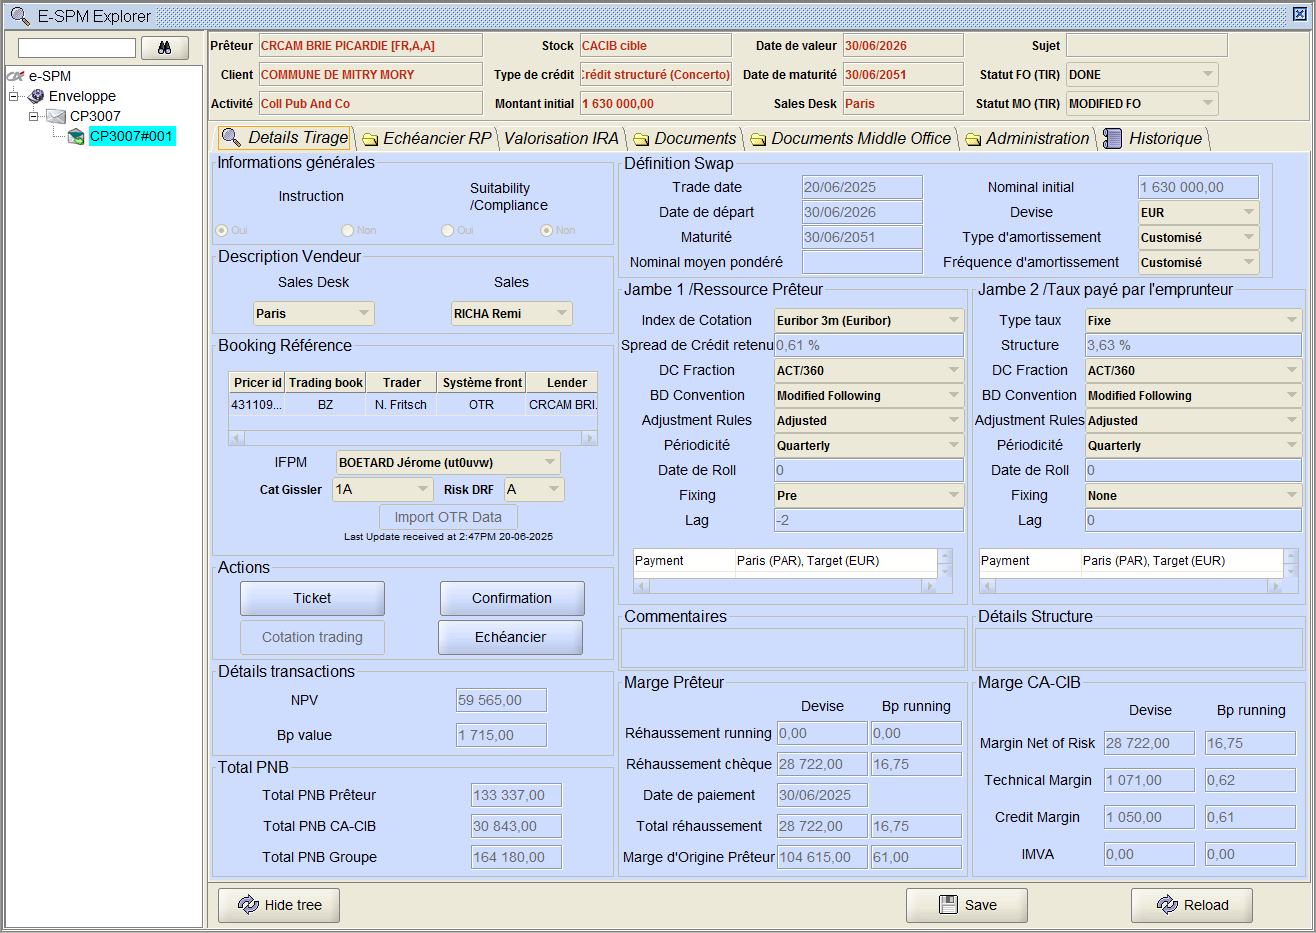 E-SPM Explorer
Prêteur CRCAM BRIE PICARDIE [FR,A,A] Stock CACIB cible Date de valeur 30/06/2026 Sujet
Client COMMUNE DE MITRY MORY Type de crédit Crédit structuré (Concerto) Date de maturité 30/06/2051 Statut FO (TIR) DONE
Activité Coll Pub And Co Montant initial 1 630 000,00 Sales Desk Paris Statut MO (TIR) MODIFIED FO
e-SPM
Enveloppe
CP3007
CP3007#001
Details Tirage Echéancier RP Valorisation IRA Documents Documents Middle Office Administration Historique
Informations générales
Instruction
Suitability
/Compliance
Oui Non Oui Non
Description Vendeur
Sales Desk Sales
Paris RICHA Remi
Booking Référence
Pricer id Trading book Trader Système front Lender
431109... BZ N. Fritsch OTR CRCAM BRI.
IFPM BOETARD Jérome (ut0uvw)
Cat Gissler 1A Risk DRF A
Import OTR Data
Last Update received at 2:47PM 20-06-2025
Actions
Ticket Confirmation
Cotation trading Echéancier
Détails transactions
NPV 59 565,00
Bp value 1 715,00
Total PNB
Total PNB Prêteur 133 337,00
Total PNB CA-CIB 30 843,00
Total PNB Groupe 164 180,00
Définition Swap
Trade date 20/06/2025 Nominal initial 1 630 000,00
Date de départ 30/06/2026 Devise EUR
Maturité 30/06/2051 Type d'amortissement Customisé
Nominal moyen pondéré Fréquence d'amortissement Customisé
Jambe 1 /Ressource Prêteur
Index de Cotation Euribor 3m (Euribor)
Spread de Crédit retenu 0,61 %
DC Fraction ACT/360
BD Convention Modified Following
Adjustment Rules Adjusted
Périodicité Quarterly
Date de Roll 0
Fixing Pre
Lag -2
Payment Paris (PAR), Target (EUR)
Jambe 2 /Taux payé par l'emprunteur
Type taux Fixe
Structure 3,63 %
DC Fraction ACT/360
BD Convention Modified Following
Adjustment Rules Adjusted
Périodicité Quarterly
Date de Roll 0
Fixing None
Lag 0
Payment Paris (PAR), Target (EUR)
Commentaires
Détails Structure
Marge Prêteur
Devise Bp running
Réhaussement running 0,00 0,00
Réhaussement chèque 28 722,00 16,75
Date de paiement 30/06/2025
Total réhaussement 28 722,00 16,75
Marge d'Origine Prêteur 104 615,00 61,00
Marge CA-CIB
Devise Bp running
Margin Net of Risk 28 722,00 16,75
Technical Margin 1 071,00 0,62
Credit Margin 1 050,00 0,61
IMVA 0,00 0,00
Hide tree Save Reload